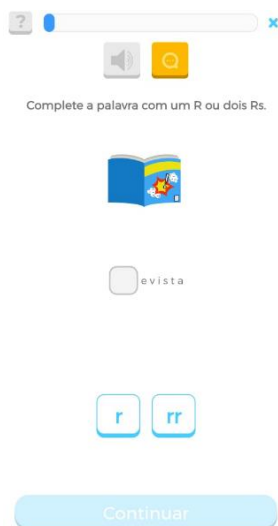 ?
x
Complete a palavra com um R ou dois Rs.
evista
r rr
Continuar